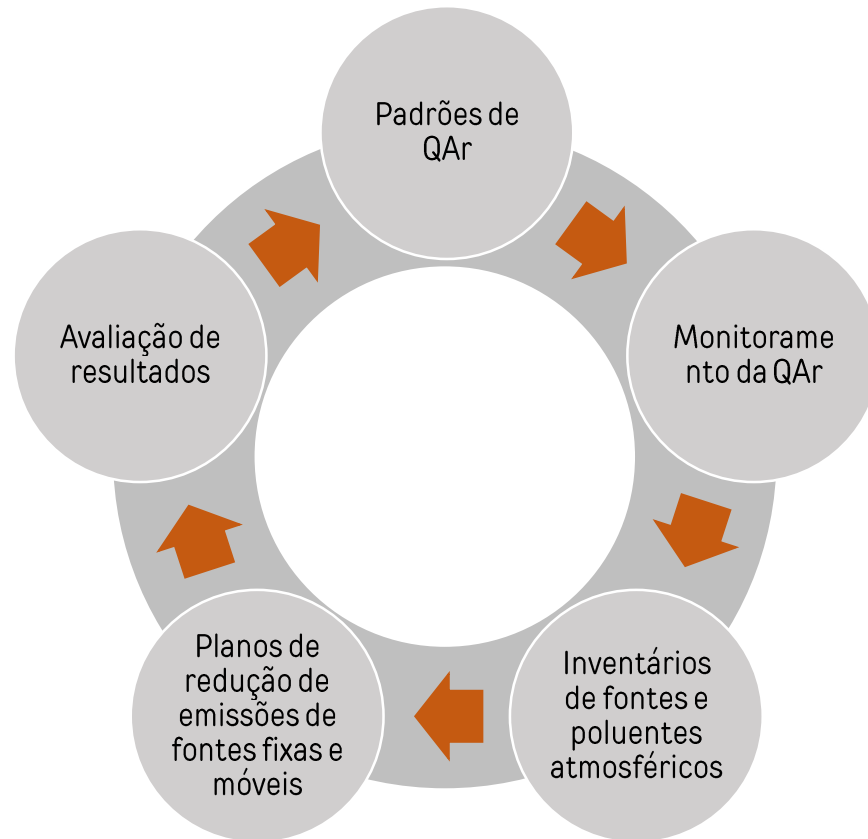 Padrões de
QAr
Monitorame
nto da QAr
Inventários
de fontes e
poluentes
atmosféricos
Planos de
redução de
emissões de
fontes fixas e
móveis
Avaliação de
resultados